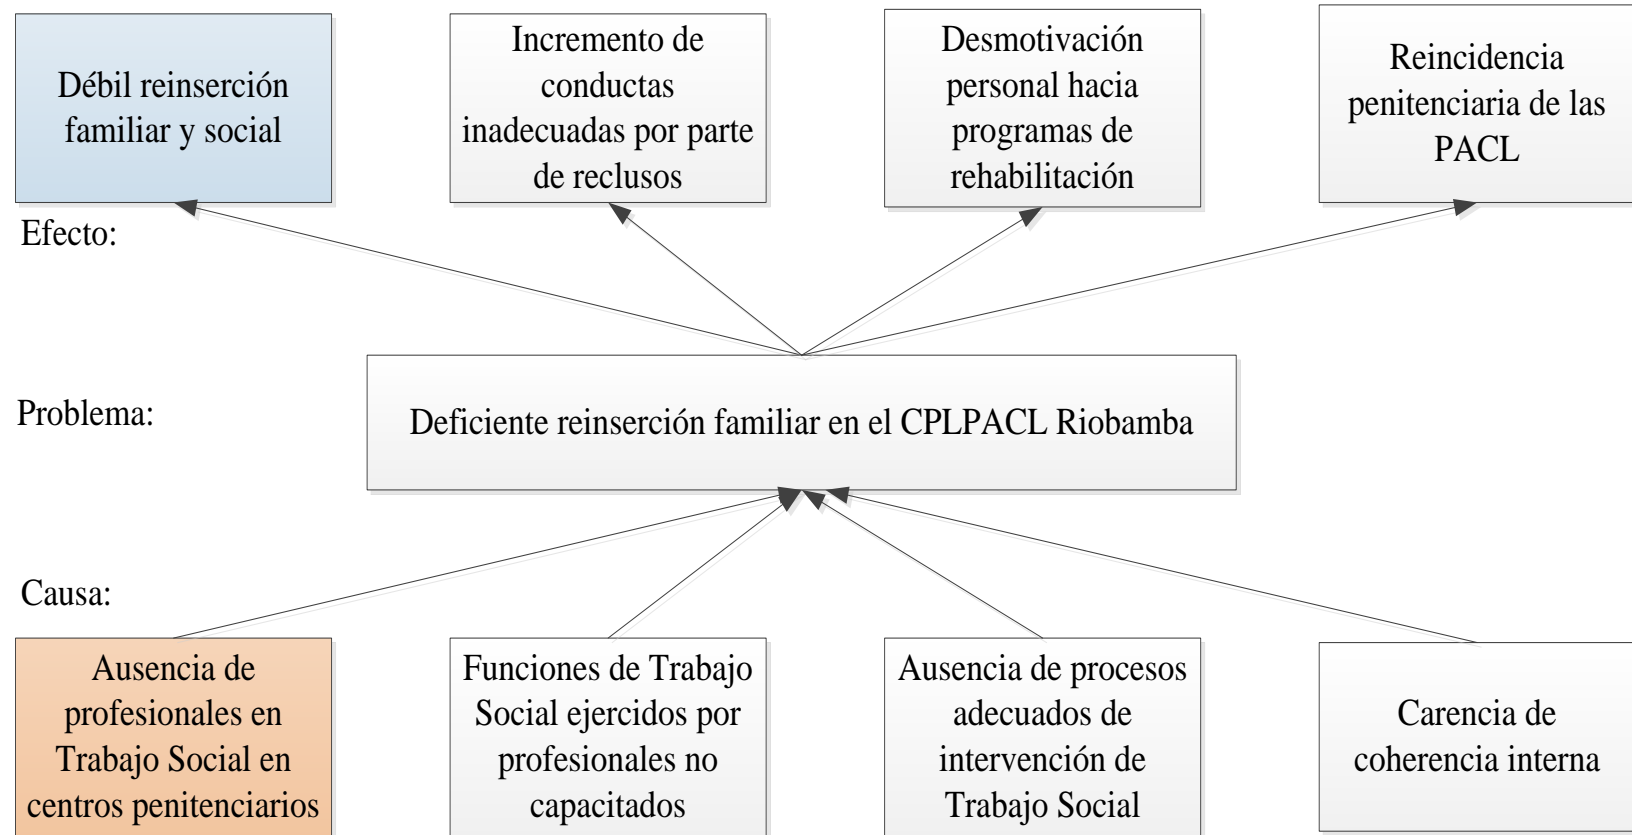 Débil reinserción
familiar y social
Incremento de
conductas
inadecuadas por parte
de reclusos
Desmotivación
personal hacia
programas de
rehabilitación
Reincidencia
penitenciaria de las
PACL
Efecto:
Problema:
Deficiente reinserción familiar en el CPLPACL Riobamba
Causa:
Ausencia de
profesionales en
Trabajo Social en
centros penitenciarios
Funciones de Trabajo
Social ejercidos por
profesionales no
capacitados
Ausencia de procesos
adecuados de
intervención de
Trabajo Social
Carencia de
coherencia interna